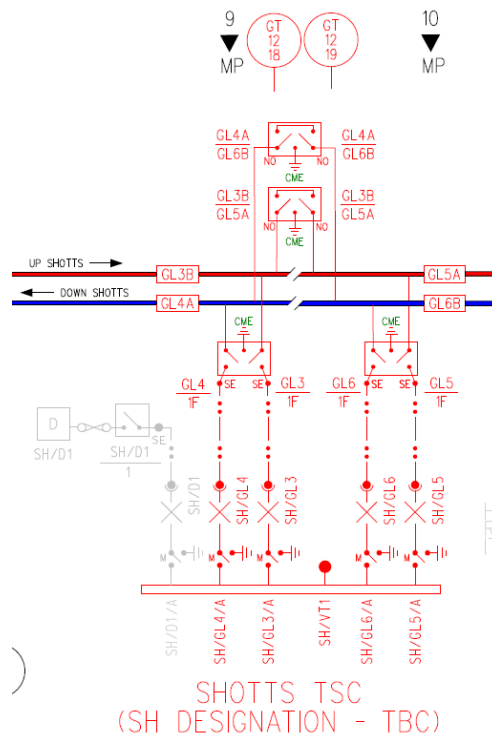 9
GT
12
18
GT
12
19
10
MP
MP
GL4A
GL6B
GL4A
GL6B
NO
NO
CME
GL3B
GL5A
GL3B
GL5A
NO
NO
CME
UP SHOTTS
GL3B
GL5A
DOWN SHOTTS
GL4A
GL6B
CME
CME
GL4
1F
SE
SE
GL3
1F
GL6
1F
SE
SE
GL5
1F
D
SH/D1
SH/D1
1
SE
SH/D1
SH/GL4
SH/GL3
SH/GL6
SH/GL5
M
M
M
M
M
SH/D1/A
SH/GL4/A
SH/GL3/A
SH/VT1
SH/GL6/A
SH/GL5/A
SHOTTS TSC
(SH DESIGNATION - TBC)